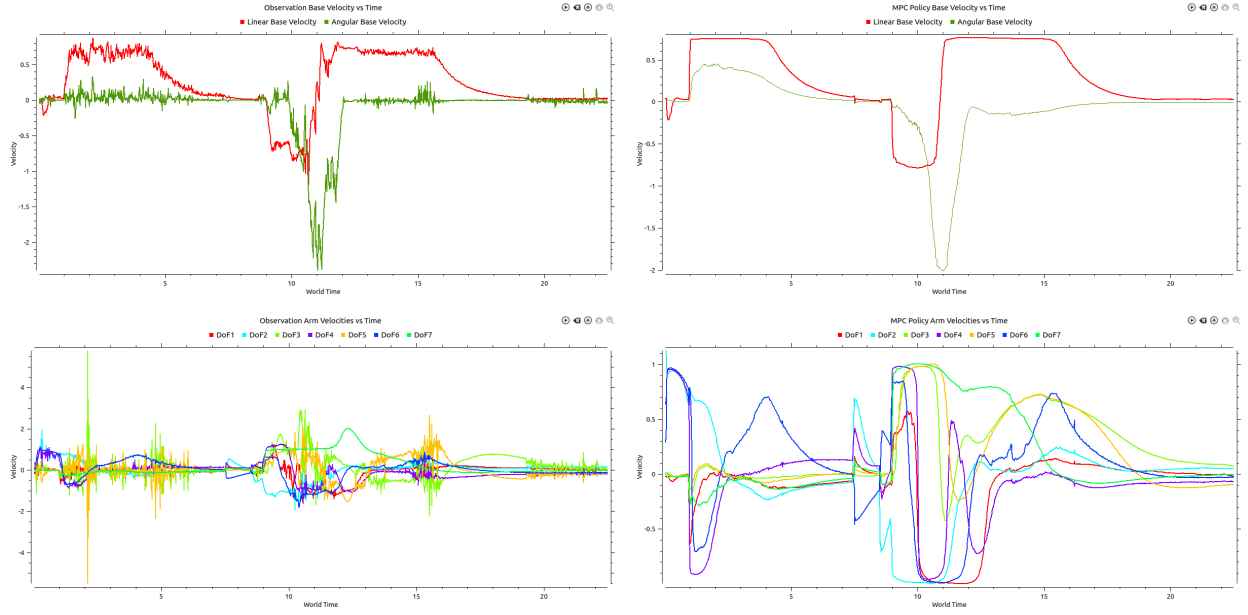 Observation Base Velocity vs Time
Linear Base Velocity Angular Base Velocity
0.5
0
-0.5
-1
-1.5
-2
Velocity
5 10 15 20
World Time
MPC Policy Base Velocity vs Time
Linear Base Velocity Angular Base Velocity
0.5
0
-0.5
-1
-1.5
-2
Velocity
5 10 15 20
World Time
Observation Arm Velocities vs Time
DoF1 DoF2 DoF3 DoF4 DoF5 DoF6 DoF7
4
2
0
-2
-4
Velocity
5 10 15 20
World Time
MPC Policy Arm Velocities vs Time
DoF1 DoF2 DoF3 DoF4 DoF5 DoF6 DoF7
1
0.5
0
-0.5
Velocity
5 10 15 20
World Time